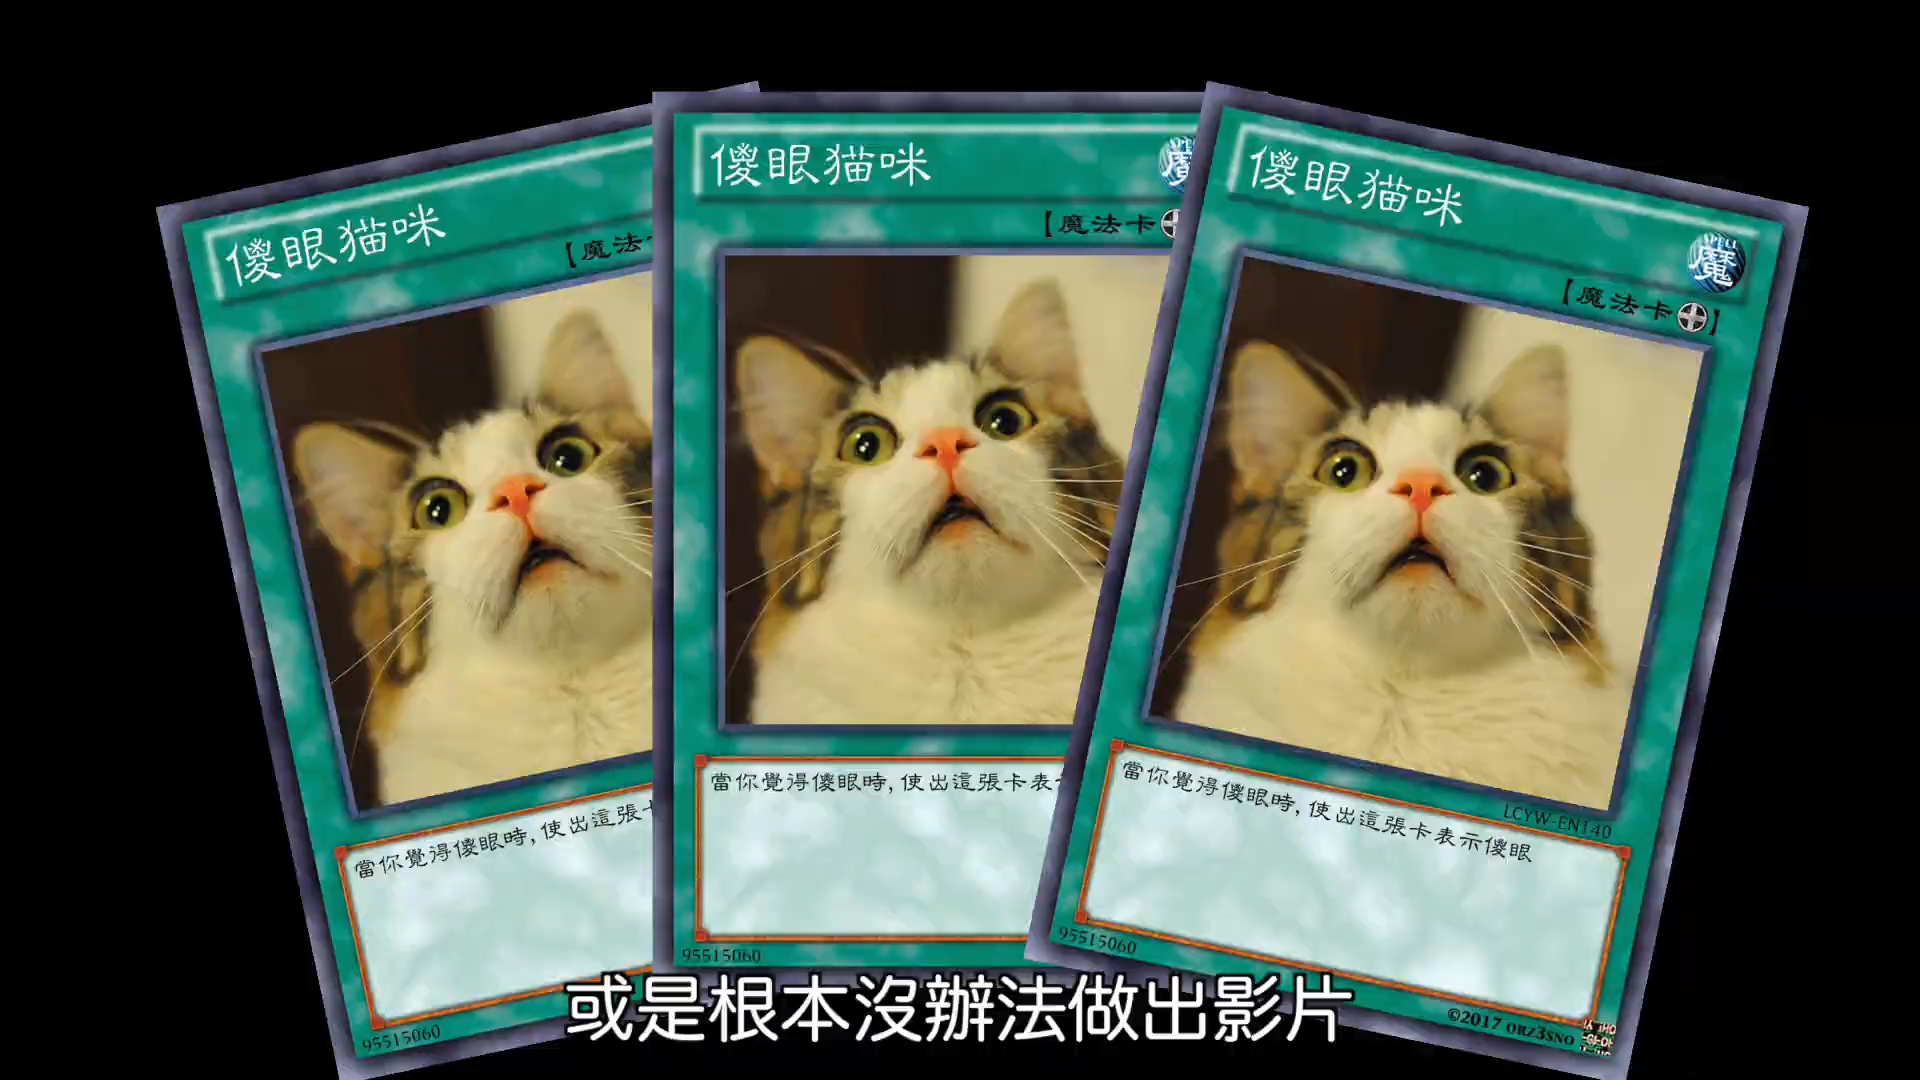 傻眼猫咪
【魔法
當你覺得傻眼時,使出這張
95515060
傻眼猫咪
魔
【魔法卡
當你覺得傻眼時,使出這張卡表
95515060
傻眼猫咪
SPELL
魔
【魔法卡】
LCYW-EN140
當你覺得傻眼時,使出這張卡表示傻眼
95515060
©2017 ORZ3SNO
或是根本沒辦法做出影片